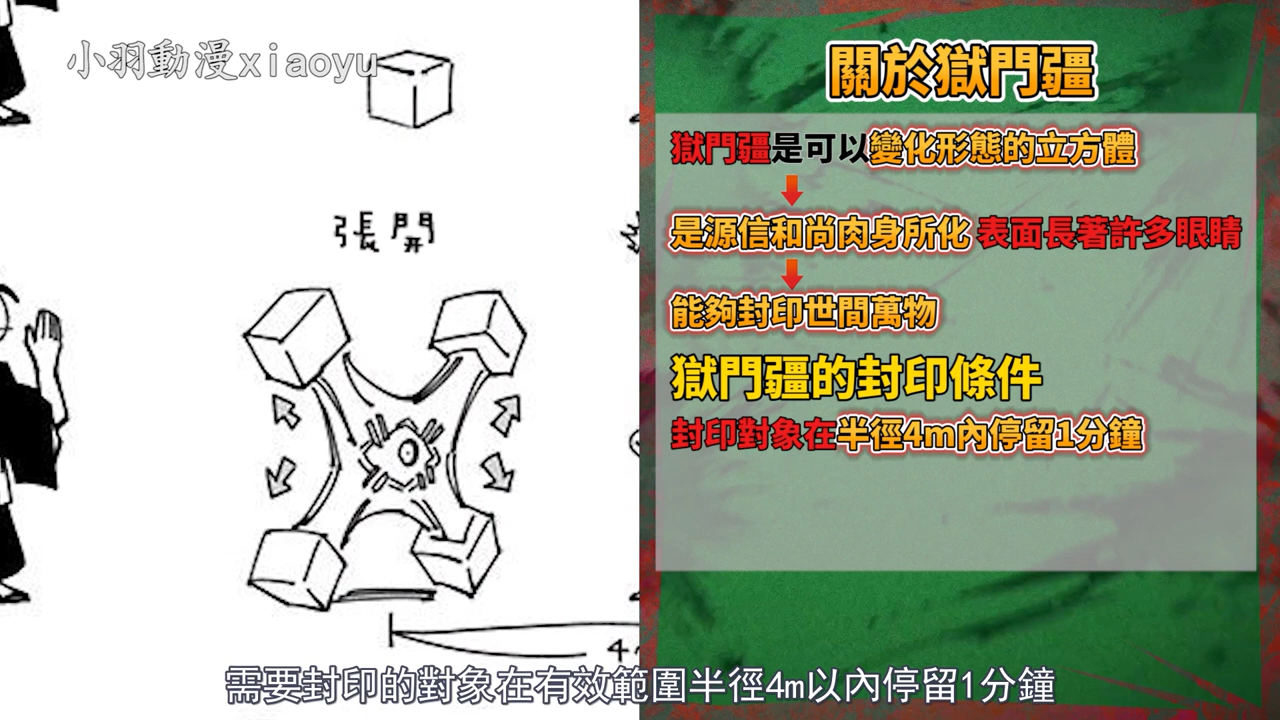 小羽動漫xiaoyu
張開
關於獄門疆
獄門疆是可以變化形態的立方體
是源信和尚肉身所化 表面長著許多眼睛
能夠封印世間萬物
獄門疆的封印條件
封印對象在半徑4m內停留1分鐘
需要封印的對象在有效範圍半徑4m以內停留1分鐘